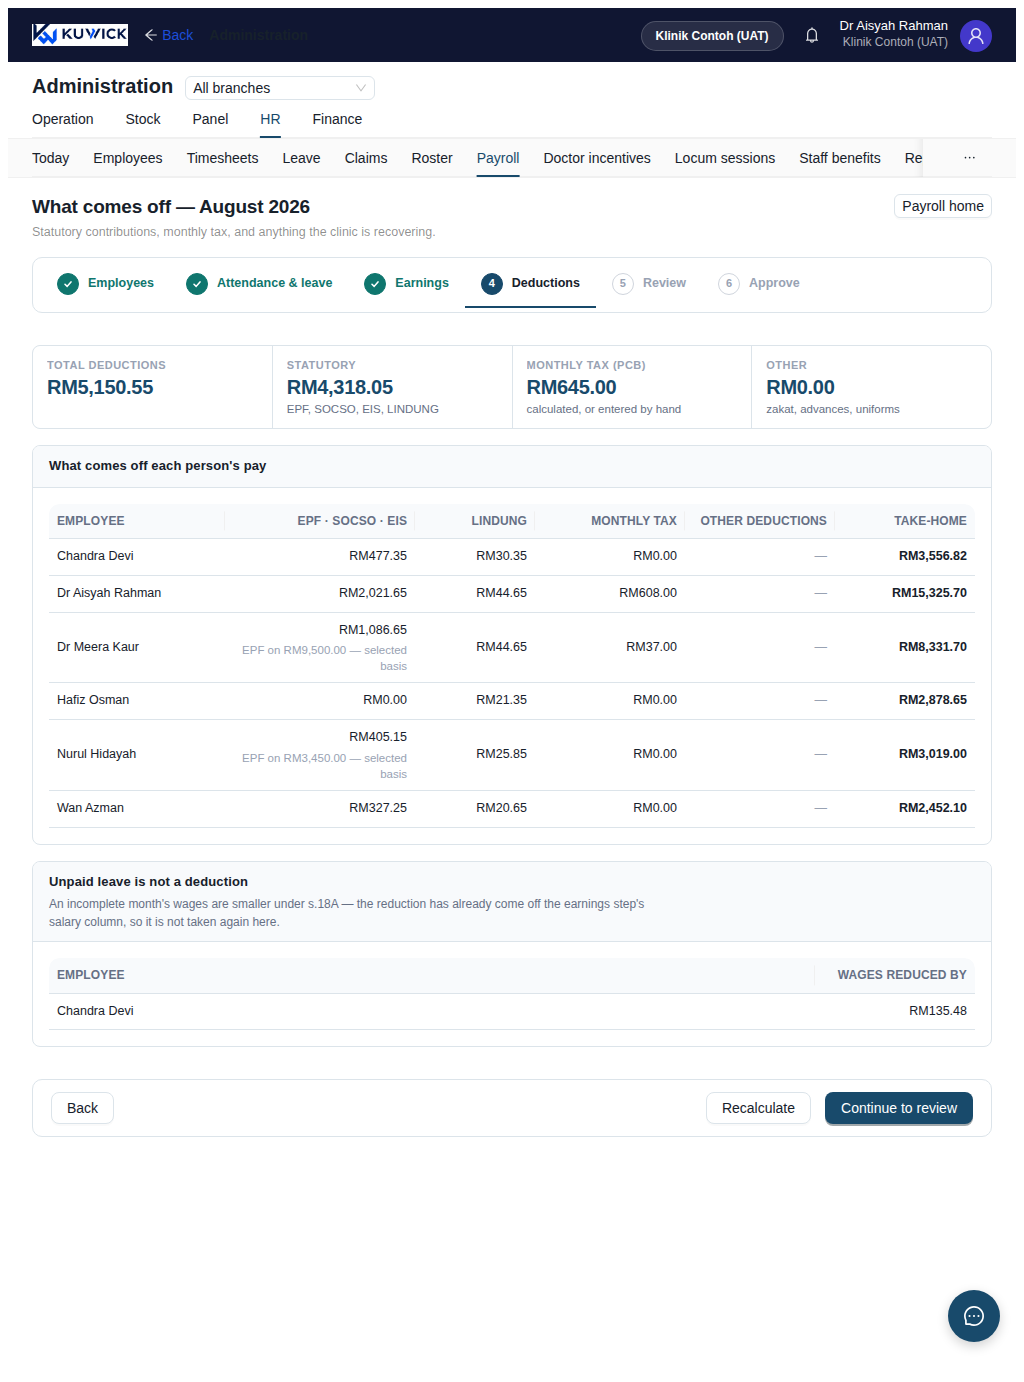 KUVVICK
Back
Administration
Klinik Contoh (UAT)
Dr Aisyah Rahman
Klinik Contoh (UAT)
Administration
All branches
Operation Stock Panel HR Finance
Today Employees Timesheets Leave Claims Roster Payroll Doctor incentives Locum sessions Staff benefits Re ···
What comes off — August 2026
Payroll home
Statutory contributions, monthly tax, and anything the clinic is recovering.
Employees Attendance & leave Earnings 4 Deductions 5 Review 6 Approve
TOTAL DEDUCTIONS STATUTORY MONTHLY TAX (PCB) OTHER
RM5,150.55 RM4,318.05 RM645.00 RM0.00
EPF, SOCSO, EIS, LINDUNG calculated, or entered by hand zakat, advances, uniforms
What comes off each person's pay
EMPLOYEE EPF · SOCSO · EIS LINDUNG MONTHLY TAX OTHER DEDUCTIONS TAKE-HOME
Chandra Devi RM477.35 RM30.35 RM0.00 — RM3,556.82
Dr Aisyah Rahman RM2,021.65 RM44.65 RM608.00 — RM15,325.70
Dr Meera Kaur RM1,086.65 RM44.65 RM37.00 — RM8,331.70
EPF on RM9,500.00 — selected
basis
Hafiz Osman RM0.00 RM21.35 RM0.00 — RM2,878.65
Nurul Hidayah RM405.15 RM25.85 RM0.00 — RM3,019.00
EPF on RM3,450.00 — selected
basis
Wan Azman RM327.25 RM20.65 RM0.00 — RM2,452.10
Unpaid leave is not a deduction
An incomplete month's wages are smaller under s.18A — the reduction has already come off the earnings step's
salary column, so it is not taken again here.
EMPLOYEE WAGES REDUCED BY
Chandra Devi RM135.48
Back Recalculate Continue to review